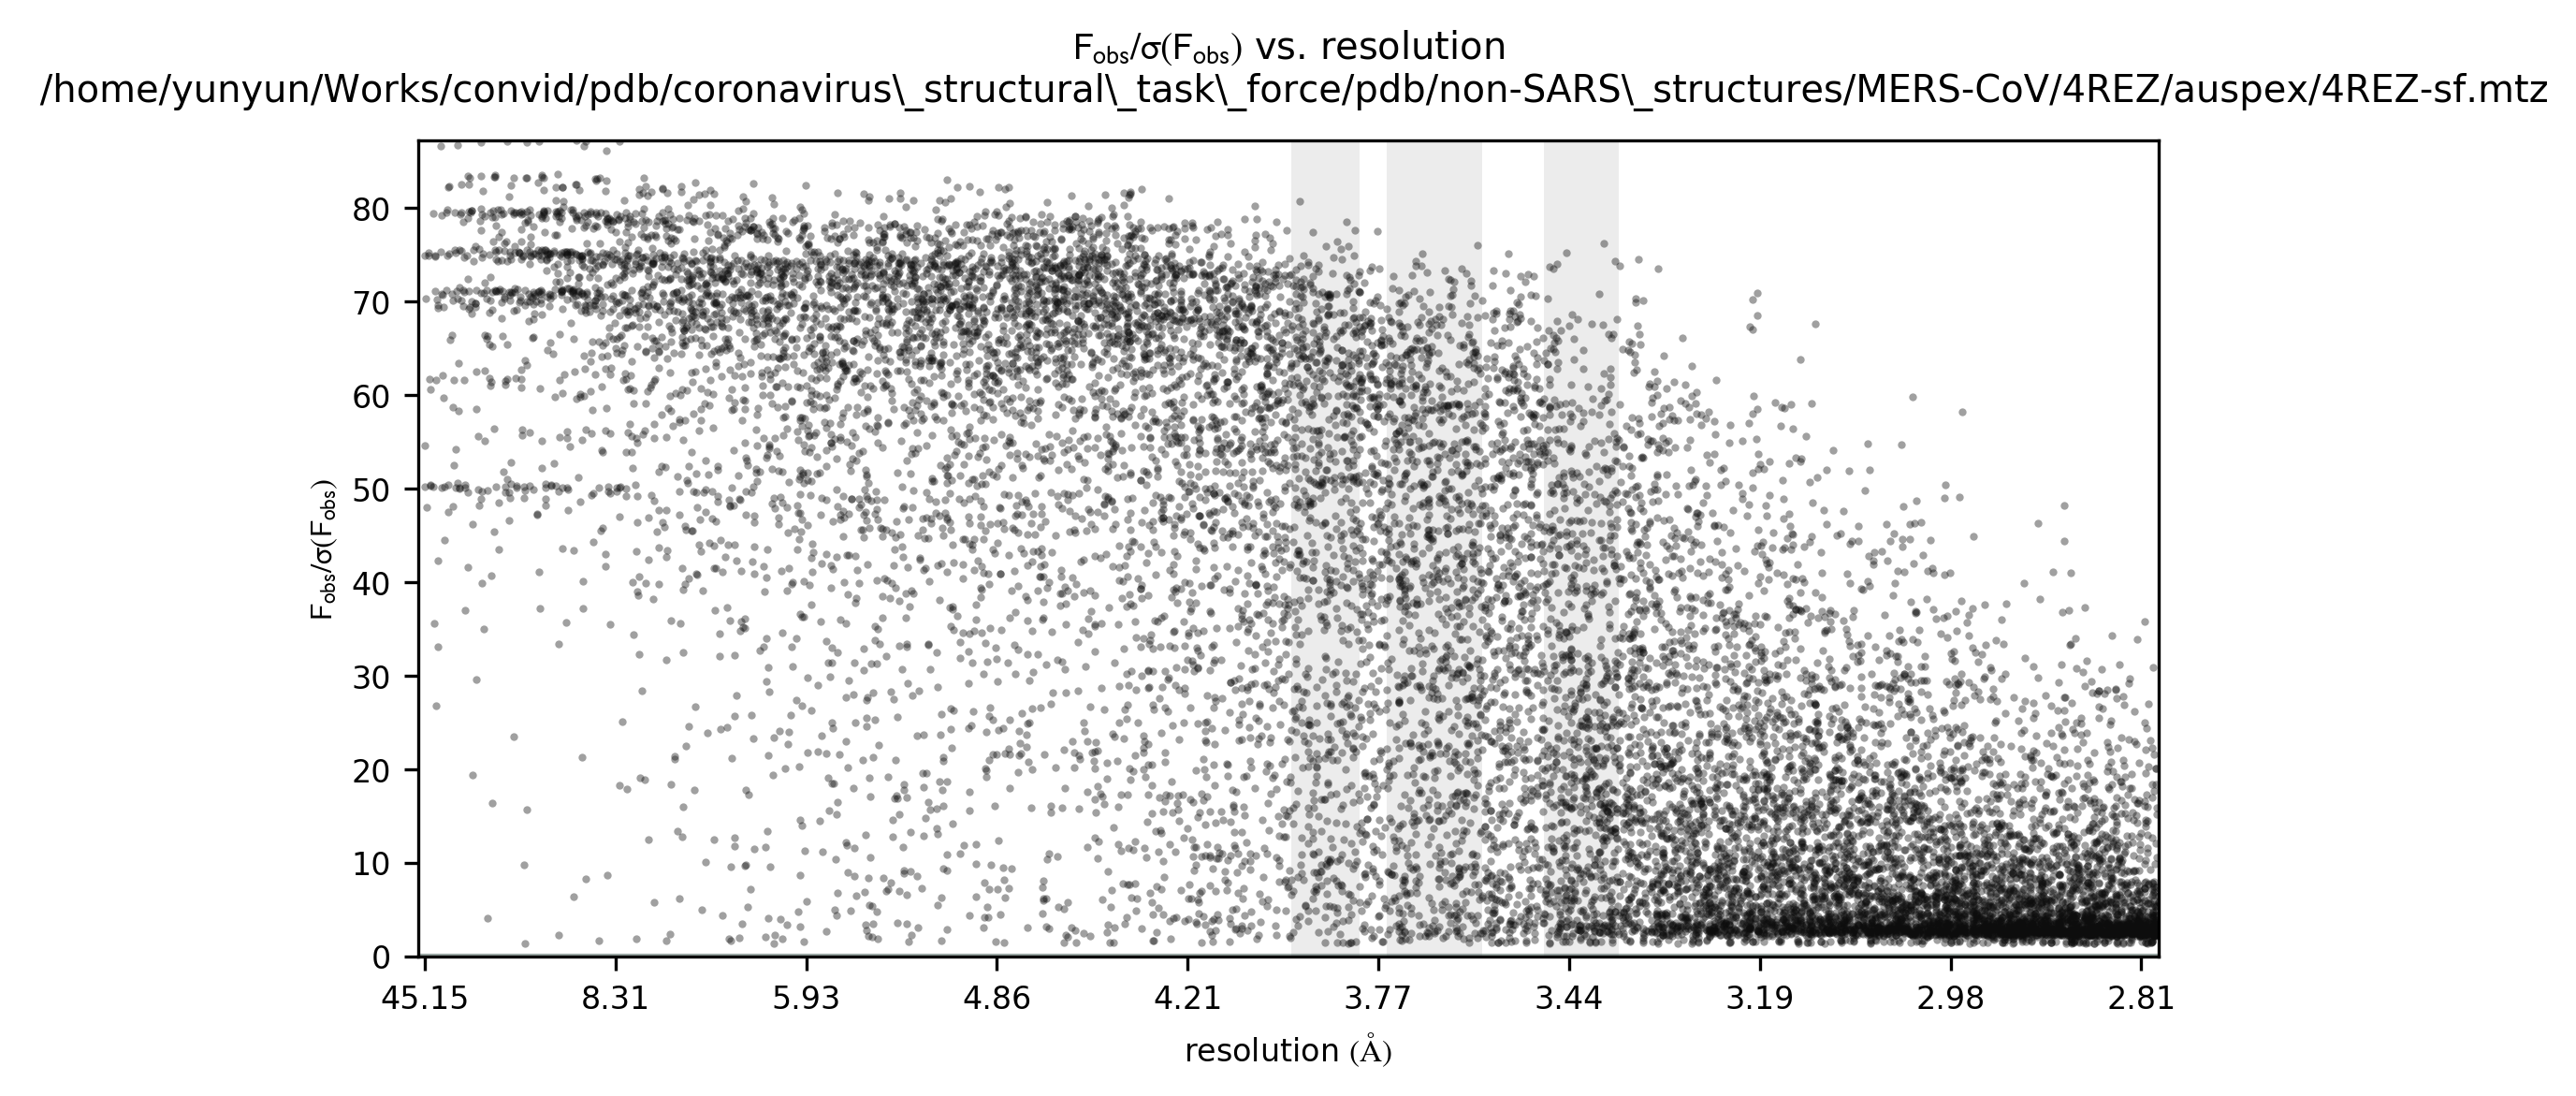 Fobs/σ(Fobs) vs. resolution
/home/yunyun/Works/convid/pdb/coronavirus\_structural\_task\_force/pdb/non-SARS\_structures/MERS-CoV/4REZ/auspex/4REZ-sf.mtz
Fobs/σ(Fobs)
80
70
60
50
40
30
20
10
0
45.15 8.31 5.93 4.86 4.21 3.77 3.44 3.19 2.98 2.81
resolution (Å)